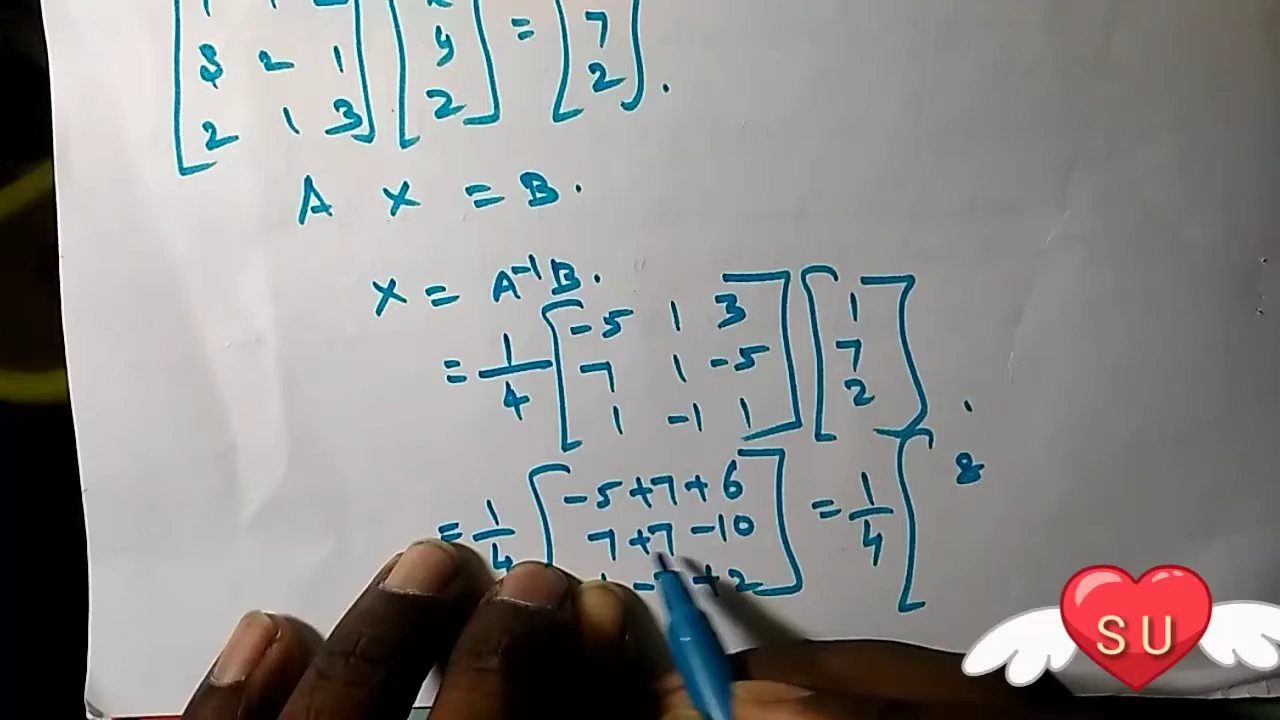 3 2 1 y = 7
2 1 3 z 2 .
A X = B .
X = A⁻¹B .
= 1/4 [ -5 1 3 ] [ 1 ]
7 1 -5 7
1 -1 1 2
= 1/4 [ -5+7+6 ] = 1/4 [ 8
7+7-10
+2
SU